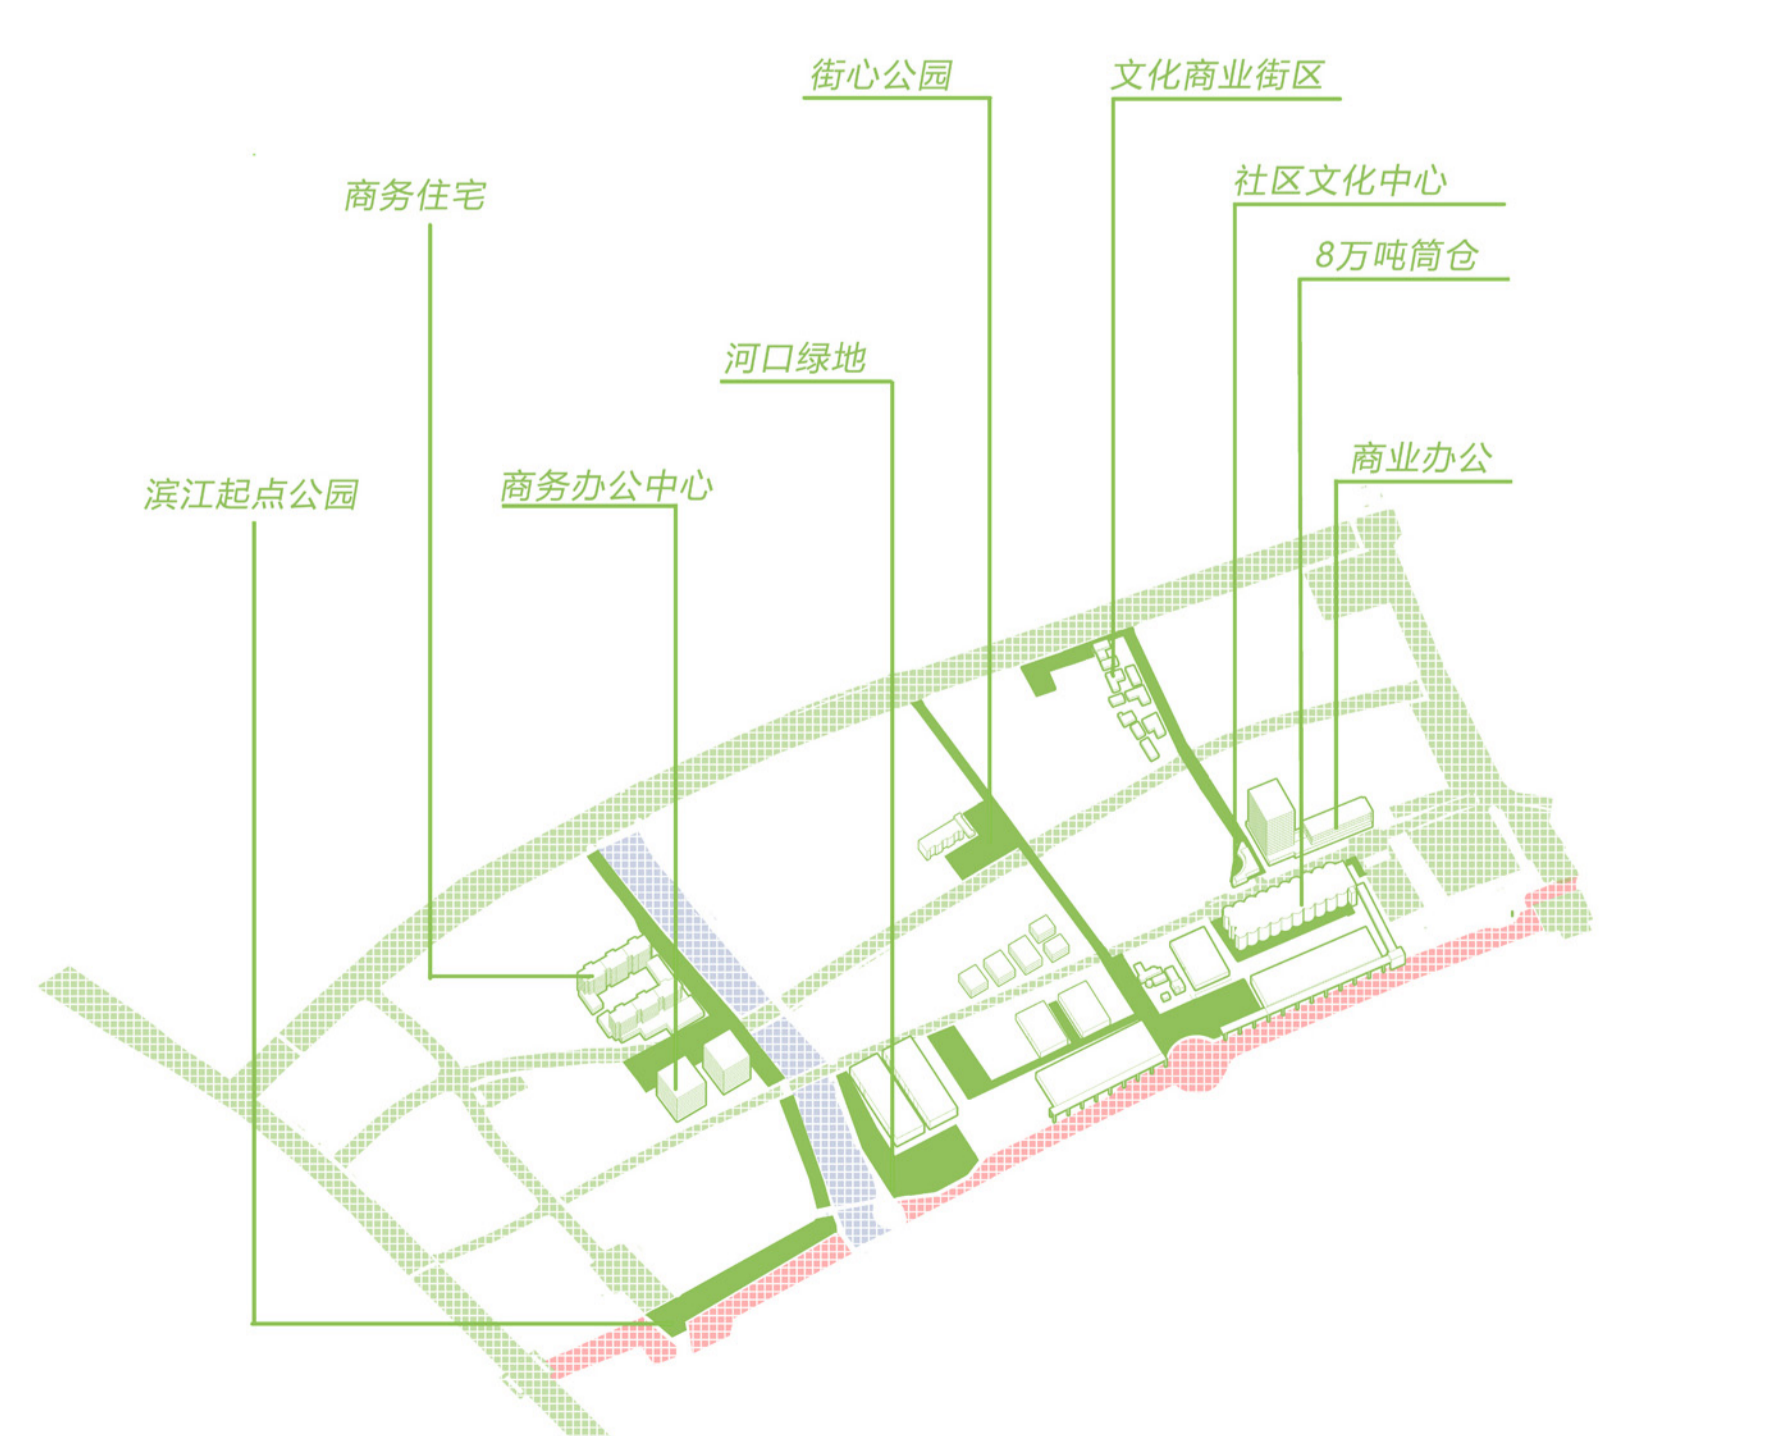 街心公园
文化商业街区
社区文化中心
商务住宅
8万吨筒仓
河口绿地
商业办公
滨江起点公园
商务办公中心